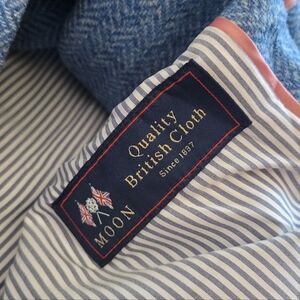 Quality
British Cloth
Since 1837
MOON